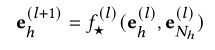 𝐞_h^{(l+1)} = f_★^{(l)}(𝐞_h^{(l)}, 𝐞_{N_h}^{(l)})